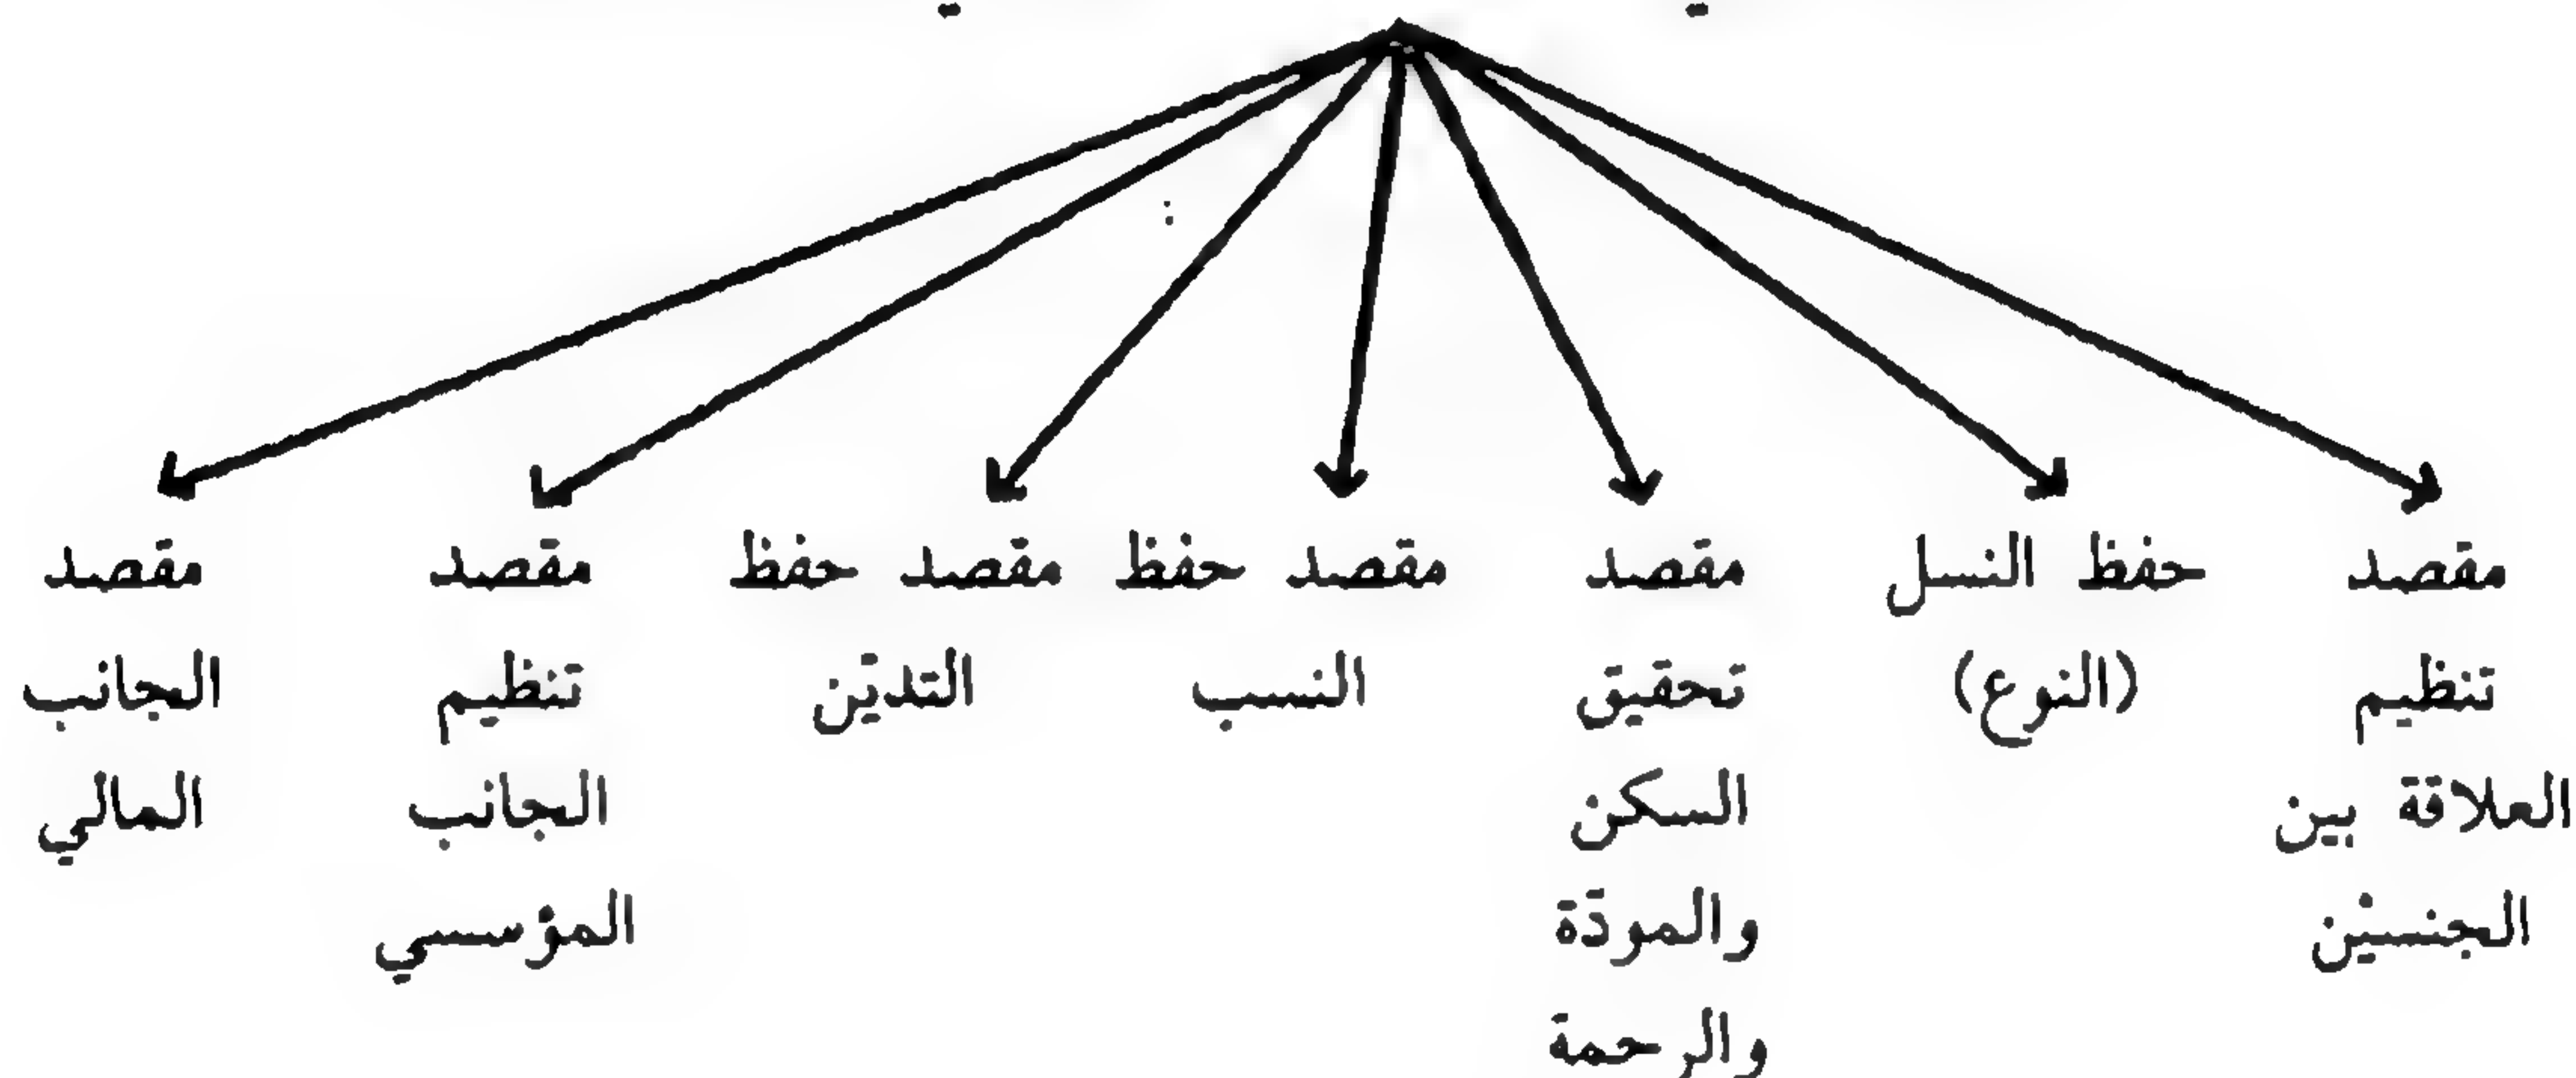 مقصد حفظ النسل مقصد مقصد حفظ مقصد حفظ مقصد مقصد
تنظيم (النوع) تحقيق النسب التديّن تنظيم الجانب
العلاقة بين السكن الجانب المالي
الجنسيْن والمودّة المؤسسي
والرحمة